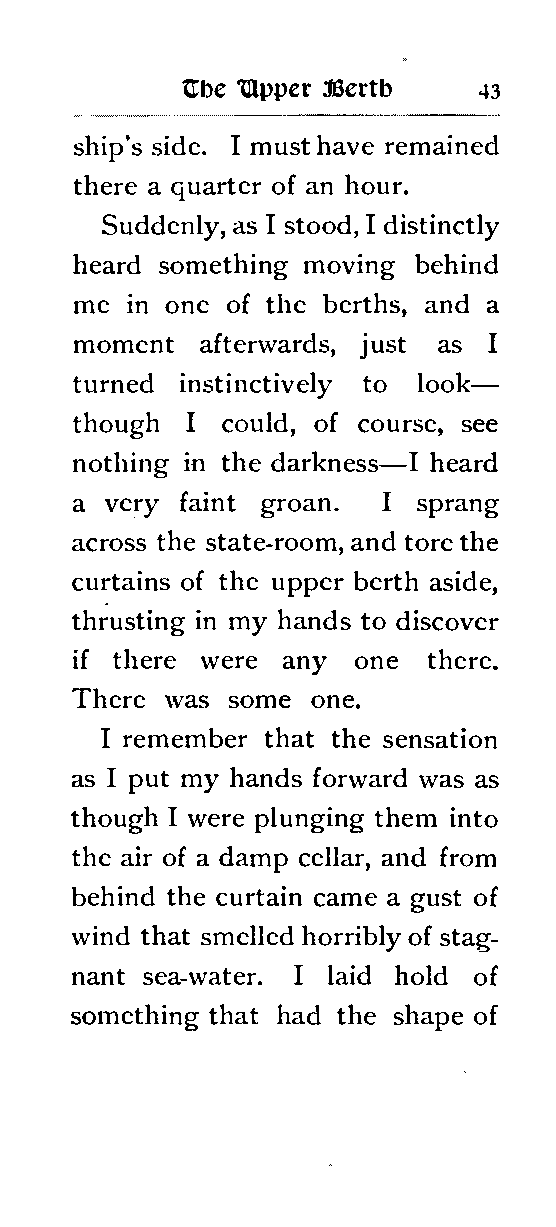 The Upper Berth 43
ship's side. I must have remained
there a quarter of an hour.
Suddenly, as I stood, I distinctly
heard something moving behind
me in one of the berths, and a
moment afterwards, just as I
turned instinctively to look—
though I could, of course, see
nothing in the darkness—I heard
a very faint groan. I sprang
across the state-room, and tore the
curtains of the upper berth aside,
thrusting in my hands to discover
if there were any one there.
There was some one.
I remember that the sensation
as I put my hands forward was as
though I were plunging them into
the air of a damp cellar, and from
behind the curtain came a gust of
wind that smelled horribly of stag-
nant sea-water. I laid hold of
something that had the shape of